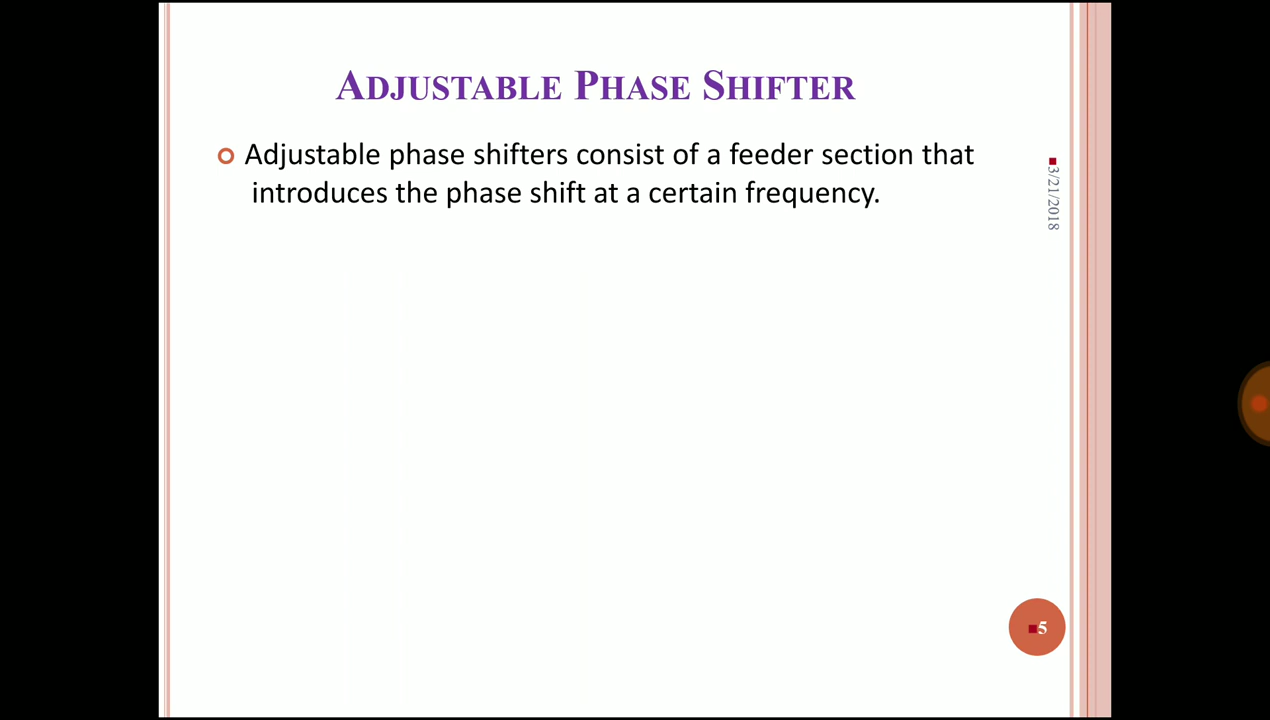 ADJUSTABLE PHASE SHIFTER
Adjustable phase shifters consist of a feeder section that
introduces the phase shift at a certain frequency.
3/21/2018
5